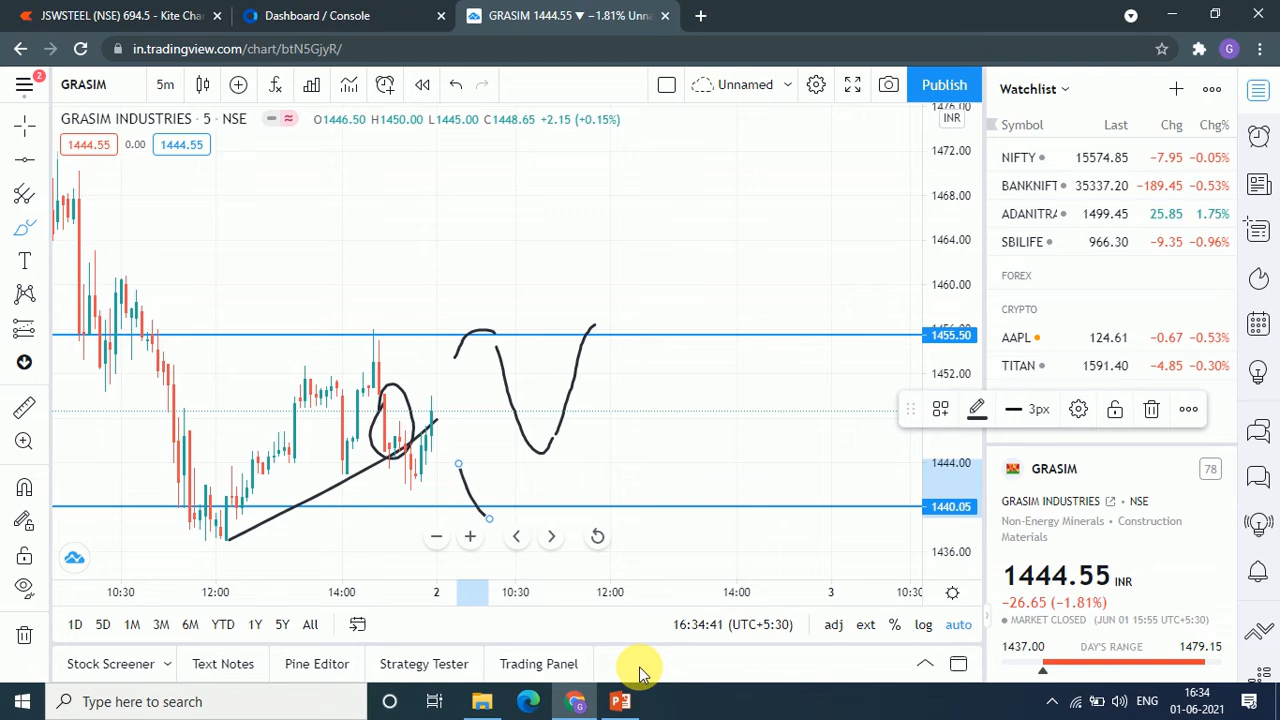 JSWSTEEL (NSE) 694.5 - Kite Char
Dashboard / Console
GRASIM 1444.55 ▼ −1.81% Unna
in.tradingview.com/chart/btN5GjyR/
G
2
GRASIM
5m
Unnamed
Publish
GRASIM INDUSTRIES · 5 · NSE
O1446.50 H1450.00 L1445.00 C1448.65 +2.15 (+0.15%)
1444.55 0.00 1444.55
1476.00
INR
1472.00
1468.00
1464.00
1460.00
1456.00
1455.50
1452.00
1444.00
1440.05
1436.00
10:30 12:00 14:00 2 10:30 12:00 14:00 3 10:30
1D 5D 1M 3M 6M YTD 1Y 5Y All
16:34:41 (UTC+5:30) adj ext % log auto
Stock Screener Text Notes Pine Editor Strategy Tester Trading Panel
3px
Watchlist
Symbol Last Chg Chg%
NIFTY 15574.85 −7.95 −0.05%
BANKNIFT 35337.20 −189.45 −0.53%
ADANITRA 1499.45 25.85 1.75%
SBILIFE 966.30 −9.35 −0.96%
FOREX
CRYPTO
AAPL 124.61 −0.67 −0.53%
TITAN 1591.40 −4.85 −0.30%
GRASIM 78
GRASIM INDUSTRIES • NSE
Non-Energy Minerals • Construction
Materials
1444.55 INR
−26.65 (−1.81%)
MARKET CLOSED (JUN 01 15:55 UTC+5:30)
1437.00 DAY'S RANGE 1479.15
Type here to search
ENG
16:34
01-06-2021